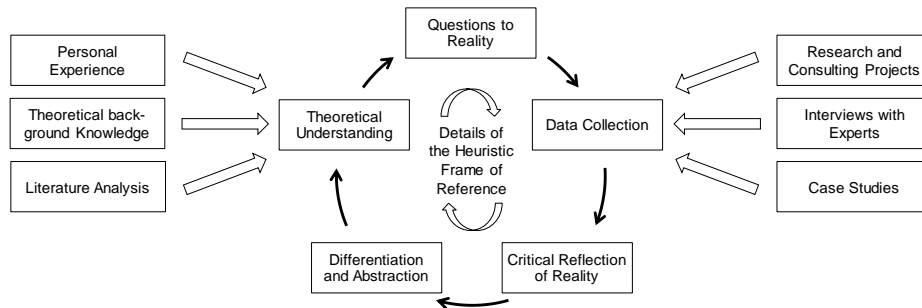 Questions to
Reality
Personal
Experience
Research and
Consulting Projects
Theoretical back-
ground Knowledge
Theoretical
Understanding
Details of
the Heuristic
Frame of
Reference
Data Collection
Interviews with
Experts
Literature Analysis
Case Studies
Differentiation
and Abstraction
Critical Reflection
of Reality